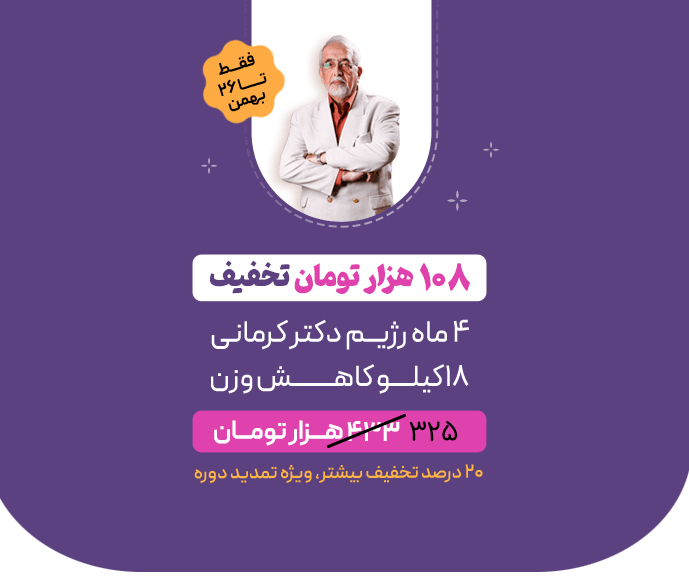 فقط
تا ۲۶
بهمن
۱۰۸ هزار تومان تخفیف
۴ ماه رژیم دکتر کرمانی
۱۸ کیلو کاهش وزن
۳۲۵ ۴۳۳ هزار تومان
۲۰ درصد تخفیف بیشتر، ویژه تمدید دوره